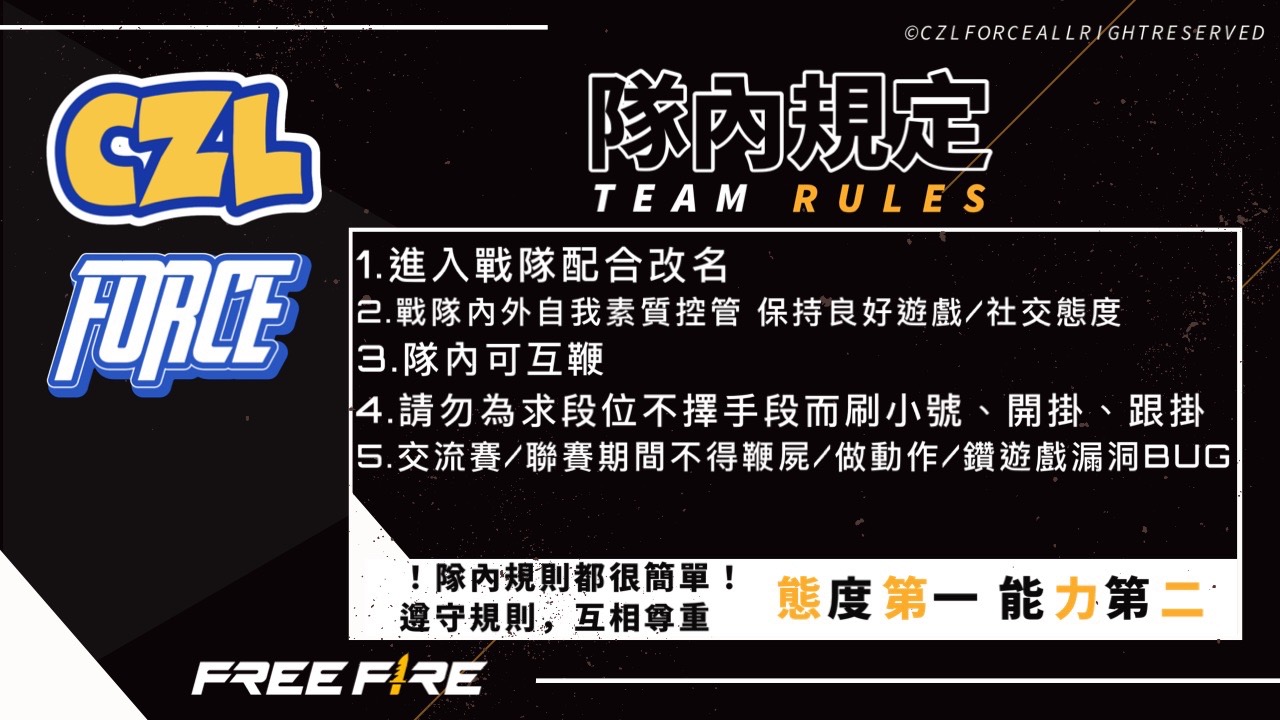 ©CZLFORCEALLRIGHTRESERVED
CZL
FORCE
隊內規定
TEAM RULES
1.進入戰隊配合改名
2.戰隊內外自我素質控管 保持良好遊戲/社交態度
3.隊內可互鞭
4.請勿為求段位不擇手段而刷小號、開掛、跟掛
5.交流賽/聯賽期間不得鞭屍/做動作/鑽遊戲漏洞BUG
！隊內規則都很簡單！
遵守規則，互相尊重
態度第一 能力第二
FREE FIRE